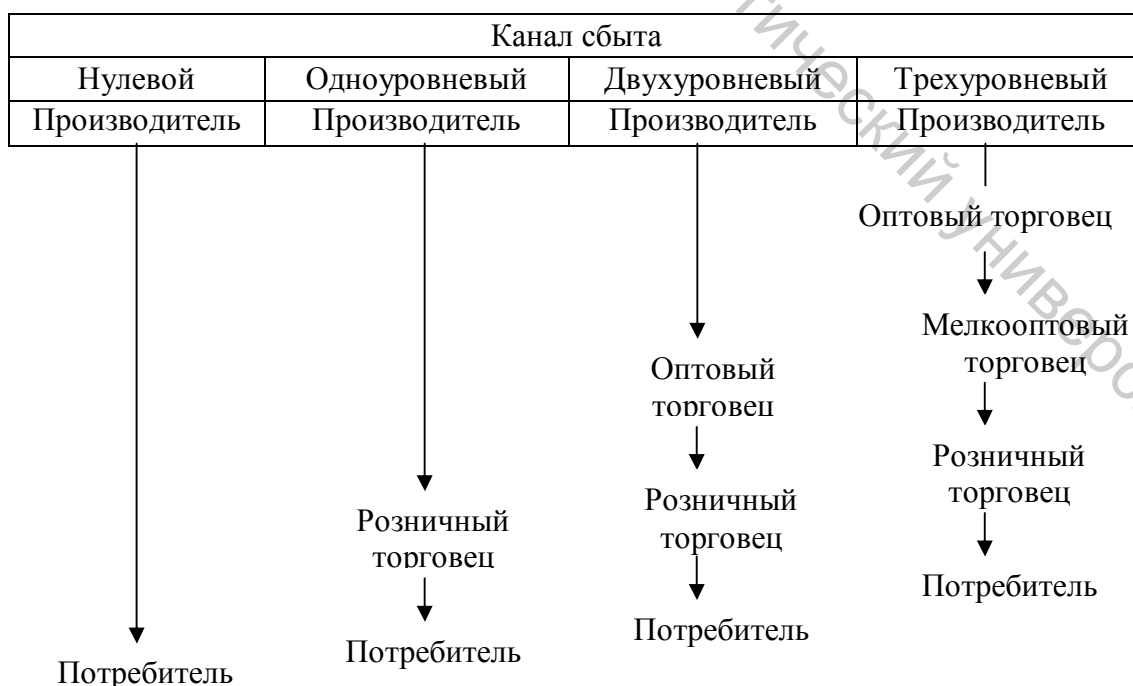 Канал сбыта
Нулевой Одноуровневый Двухуровневый Трехуровневый
Производитель Производитель Производитель Производитель
Оптовый торговец
Мелкооптовый
торговец
Оптовый
торговец
Розничный
торговец
Розничный
торговец
Розничный
торговец
Потребитель
Потребитель
Потребитель
Потребитель